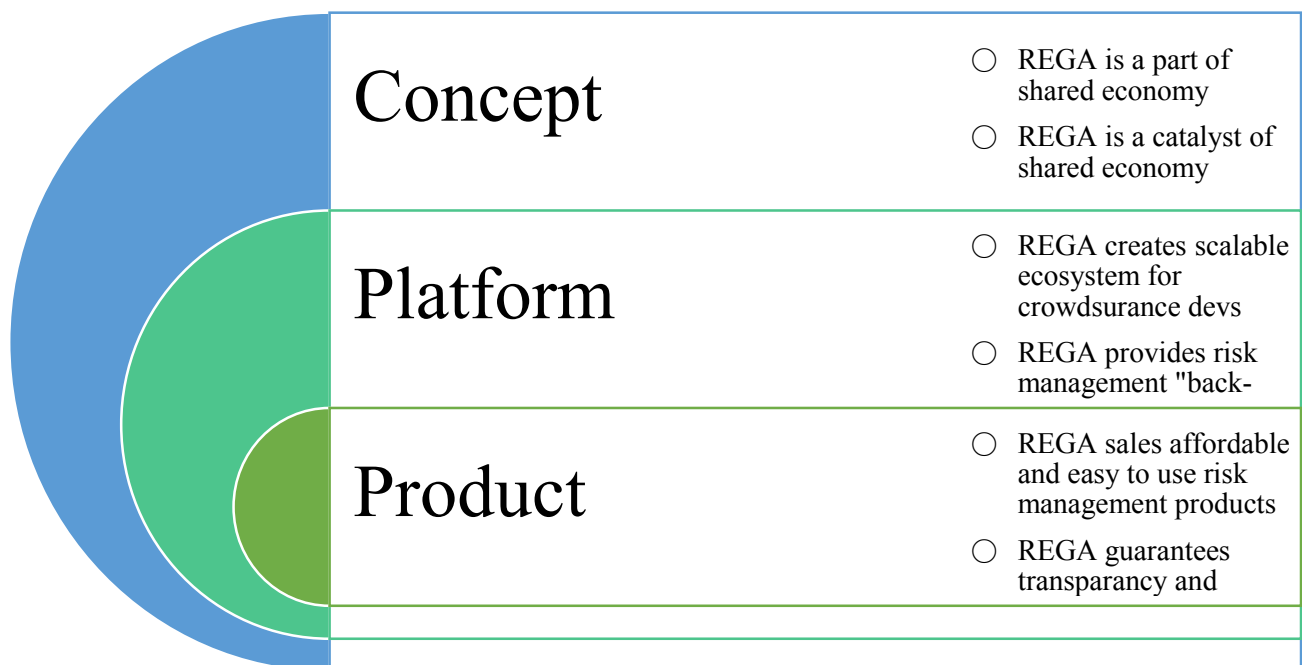 Concept
○ REGA is a part of
shared economy
○ REGA is a catalyst of
shared economy
Platform
○ REGA creates scalable
ecosystem for
crowdsurance devs
○ REGA provides risk
management "back-
Product
○ REGA sales affordable
and easy to use risk
management products
○ REGA guarantees
transparancy and